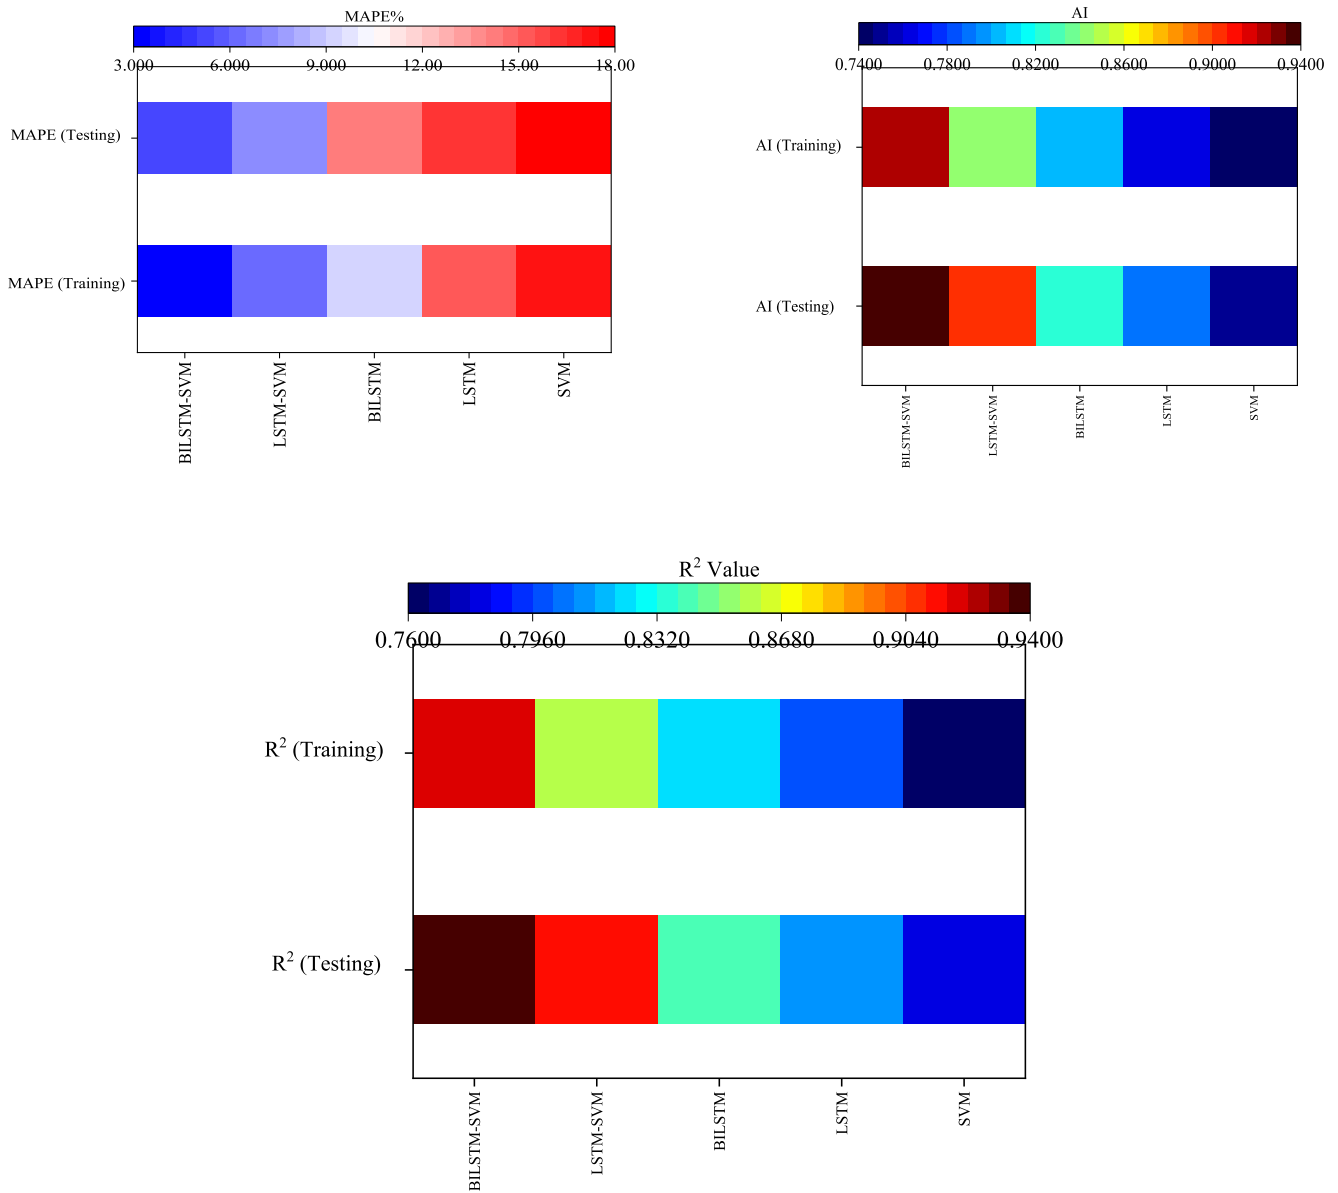 MAPE%
3.000 6.000 9.000 12.00 15.00 18.00
MAPE (Testing)
MAPE (Training)
BILSTM-SVM
LSTM-SVM
BILSTM
LSTM
SVM
AI
0.7400 0.7800 0.8200 0.8600 0.9000 0.9400
AI (Training)
AI (Testing)
BILSTM-SVM
LSTM-SVM
BILSTM
LSTM
SVM
R² Value
0.7600 0.7960 0.8320 0.8680 0.9040 0.9400
R² (Training)
R² (Testing)
BILSTM-SVM
LSTM-SVM
BILSTM
LSTM
SVM